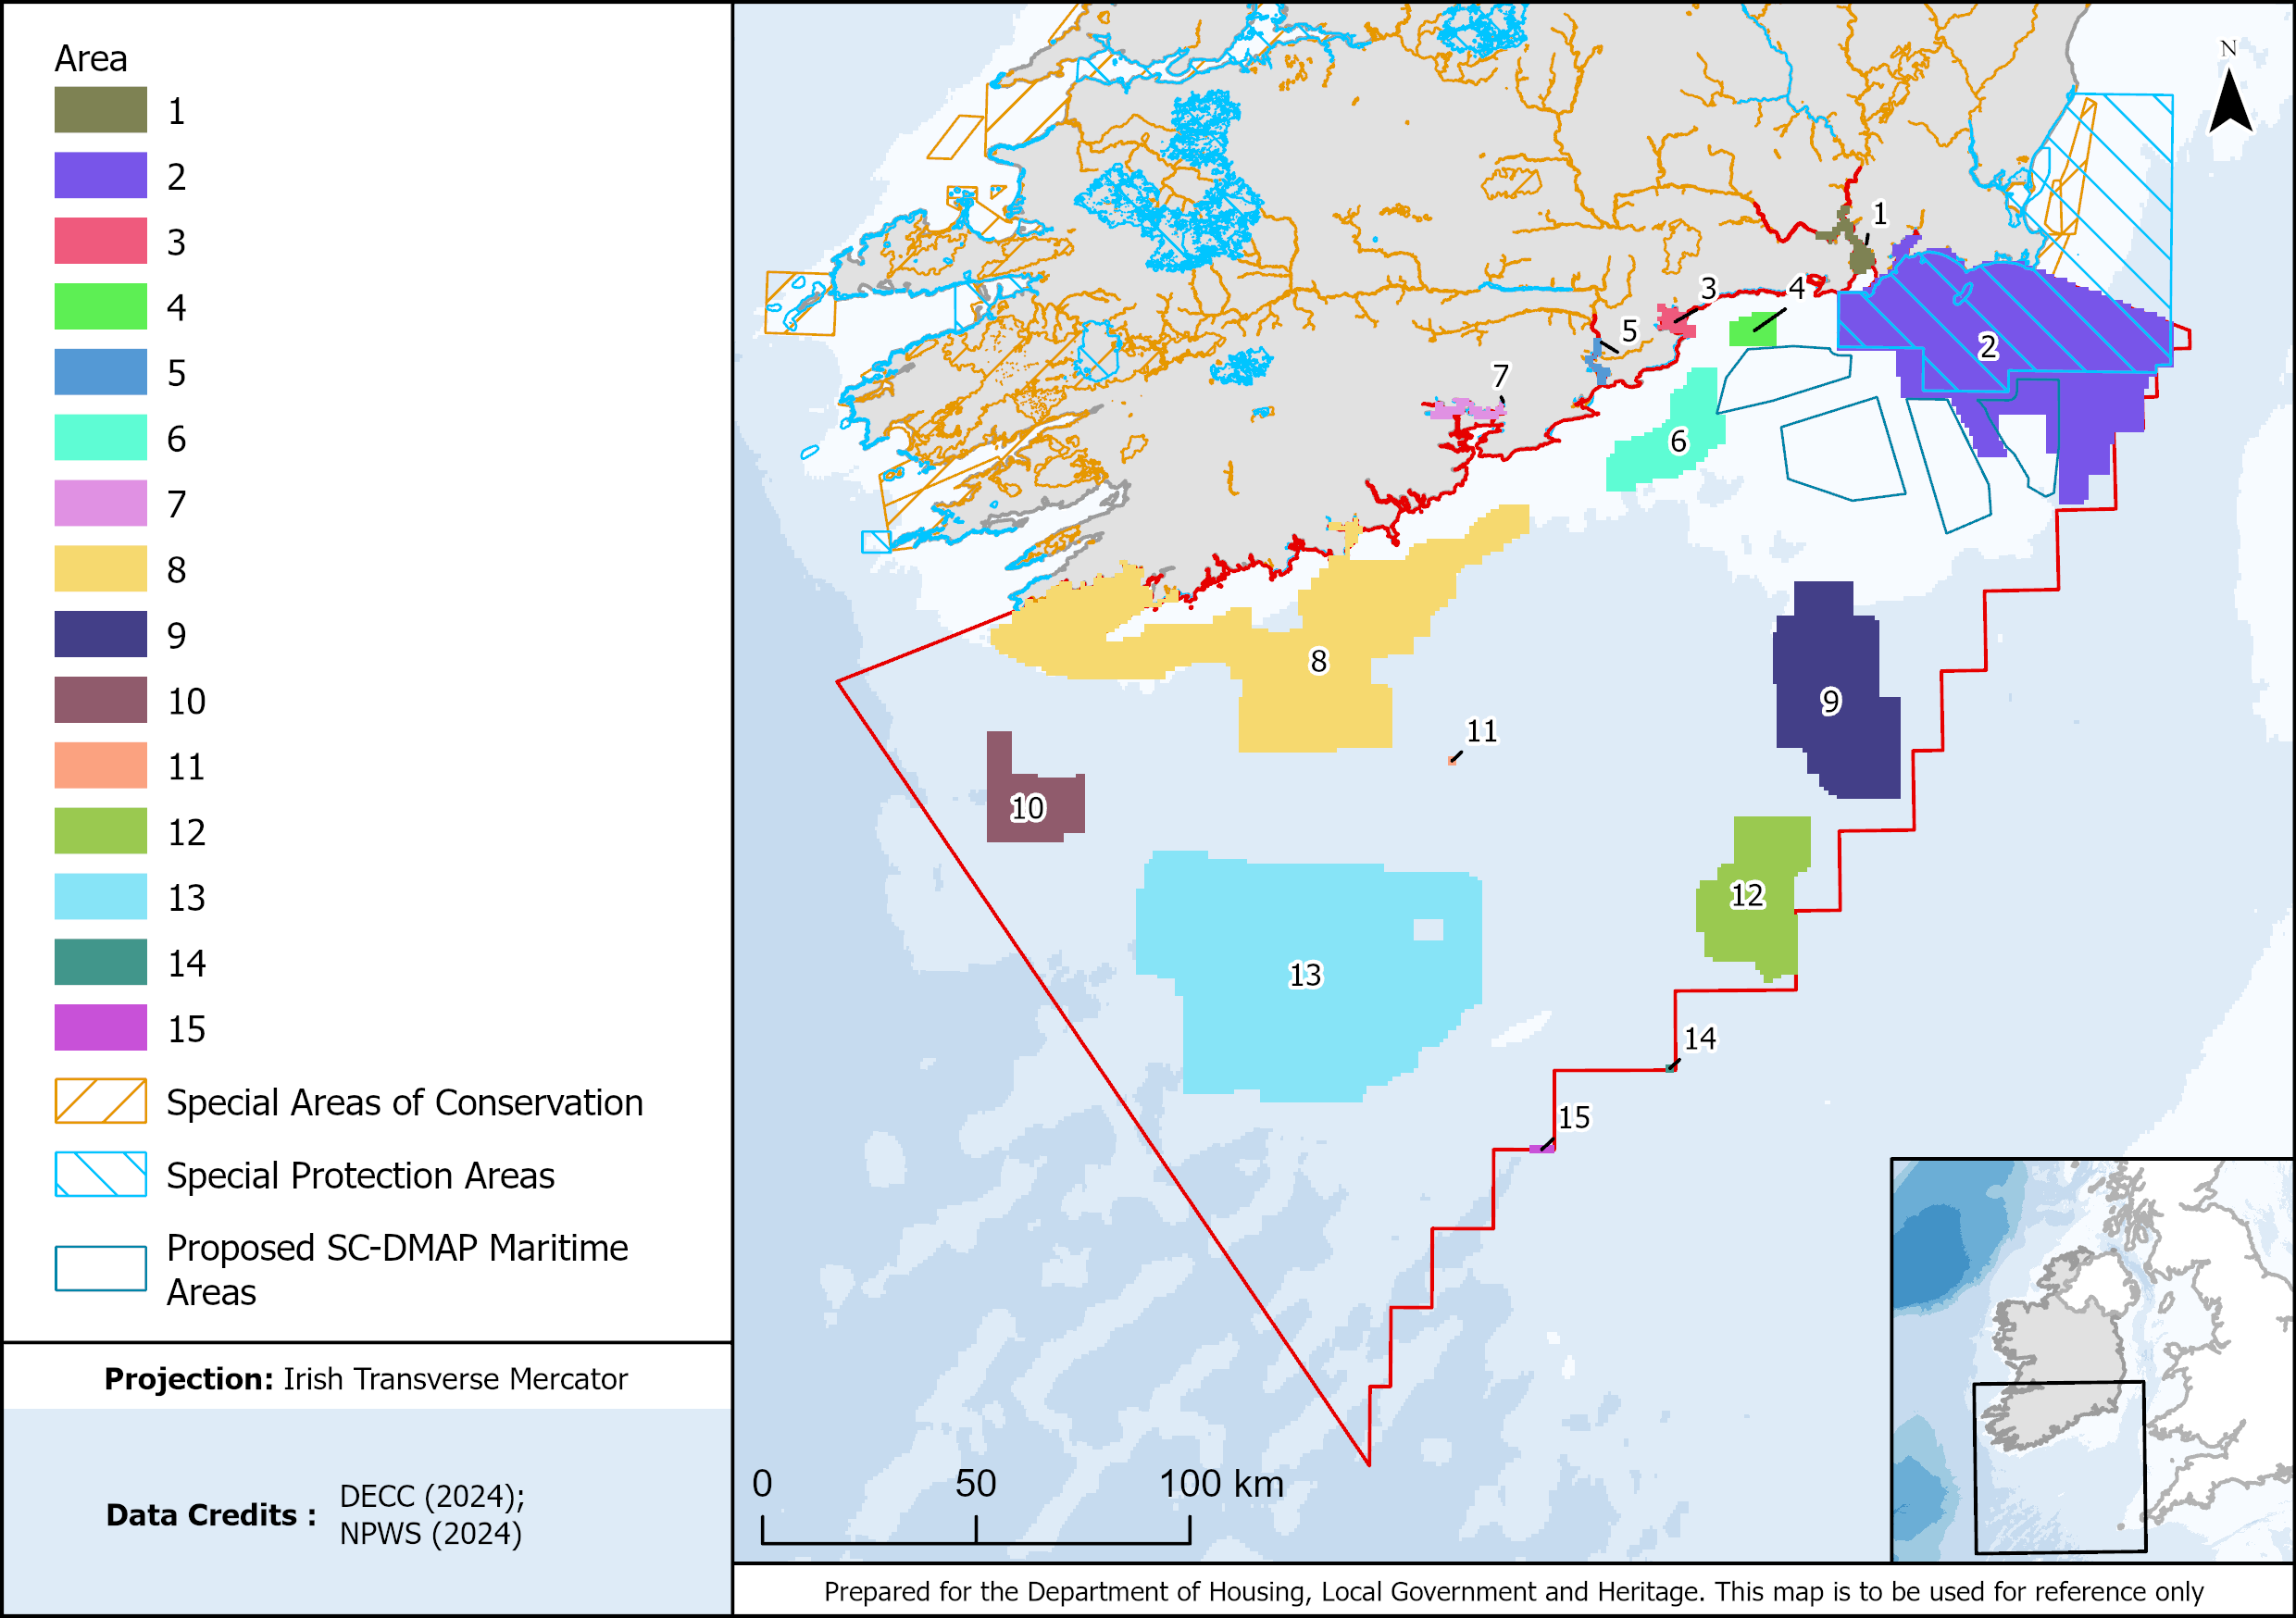 Area
1
2
3
4
5
6
7
8
9
10
11
12
13
14
15
Special Areas of Conservation
Special Protection Areas
Proposed SC-DMAP Maritime
Areas
Projection: Irish Transverse Mercator
Data Credits :
DECC (2024);
NPWS (2024)
N
1
2
3
4
5
6
7
8
9
10
11
12
13
14
15
0 50 100 km
Prepared for the Department of Housing, Local Government and Heritage. This map is to be used for reference only